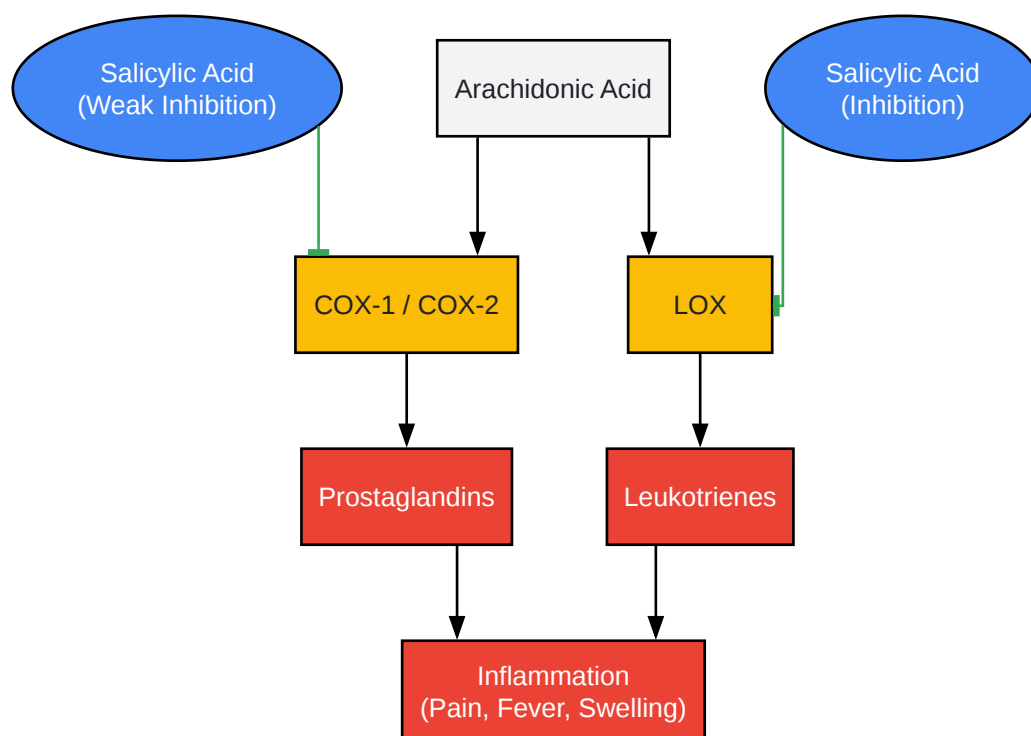 Salicylic Acid
(Weak Inhibition)
Arachidonic Acid
Salicylic Acid
(Inhibition)
COX-1 / COX-2
LOX
Prostaglandins
Leukotrienes
Inflammation
(Pain, Fever, Swelling)